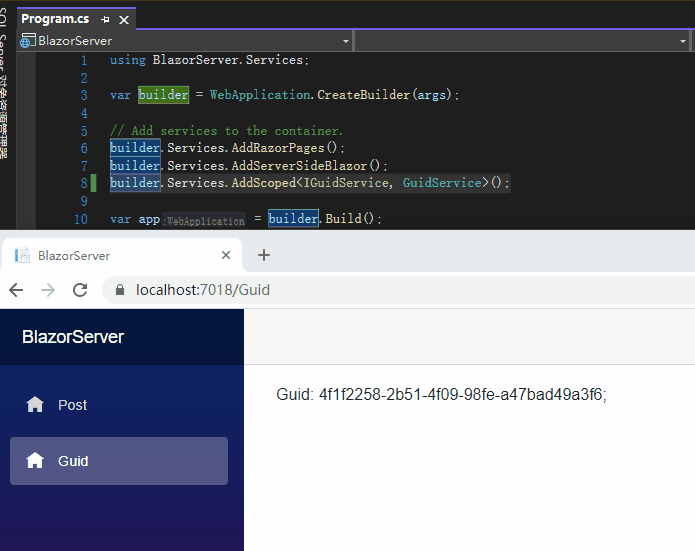 Program.cs
SQL Server 对象资源管理器
BlazorServer
1 using BlazorServer.Services;
2
3 var builder = WebApplication.CreateBuilder(args);
4
5 // Add services to the container.
6 builder.Services.AddRazorPages();
7 builder.Services.AddServerSideBlazor();
8 builder.Services.AddScoped<IGuidService, GuidService>();
9
10 var app:WebApplication = builder.Build();
BlazorServer
localhost:7018/Guid
BlazorServer
Post
Guid
Guid: 4f1f2258-2b51-4f09-98fe-a47bad49a3f6;